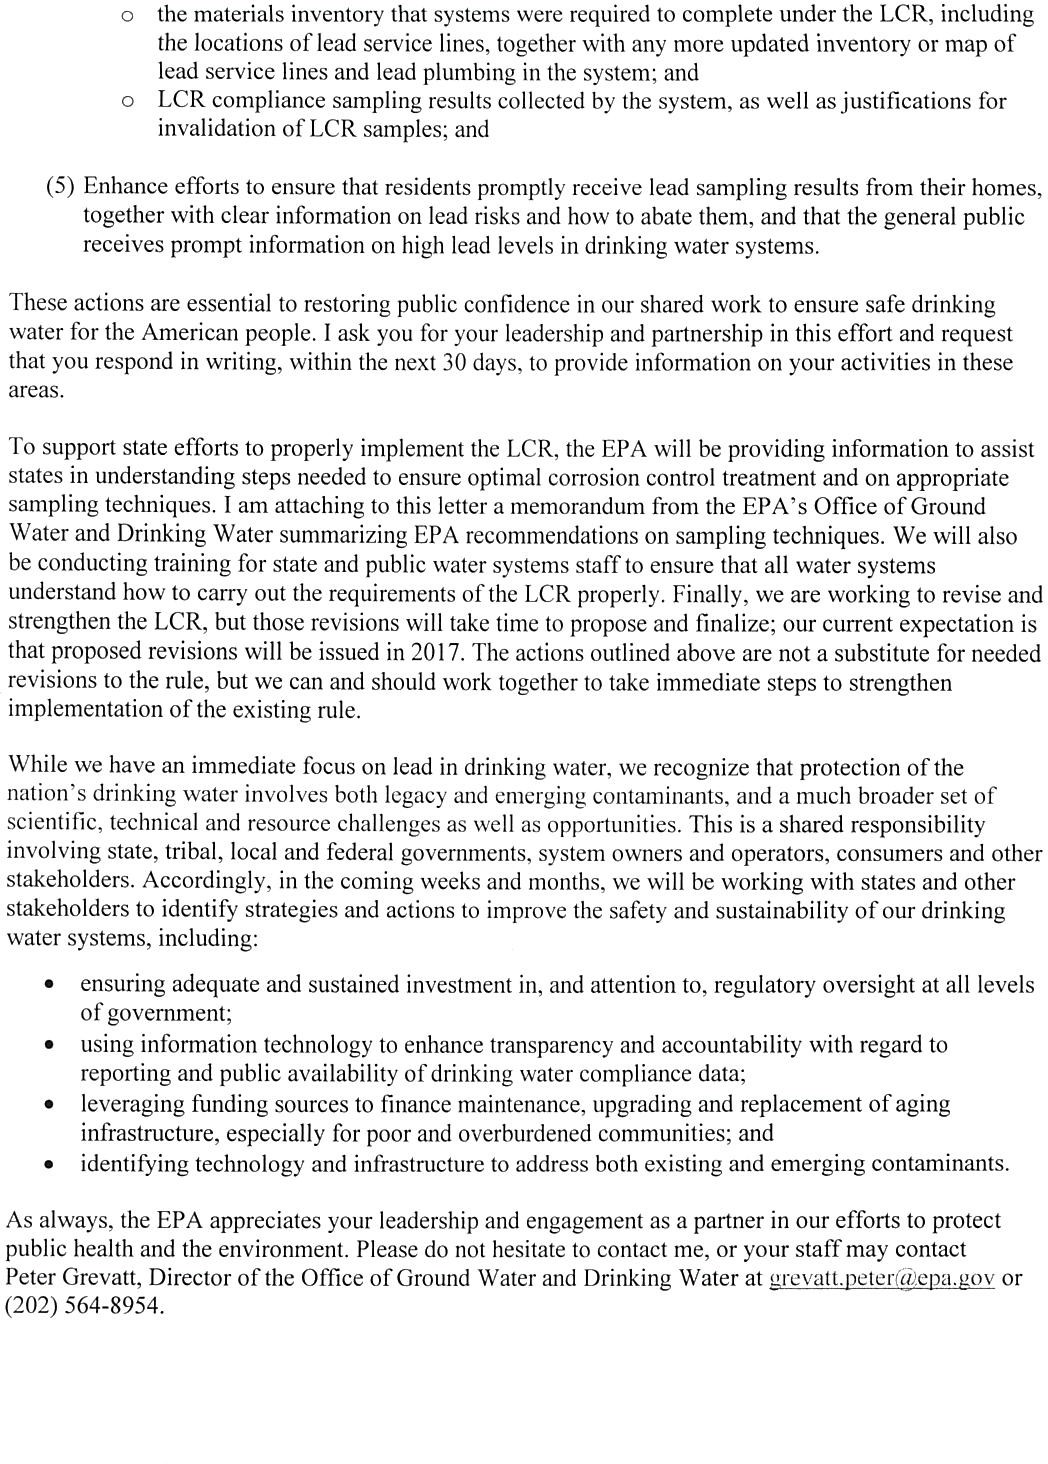 o the materials inventory that systems were required to complete under the LCR, including
the locations of lead service lines, together with any more updated inventory or map of
lead service lines and lead plumbing in the system; and
o LCR compliance sampling results collected by the system, as well as justifications for
invalidation of LCR samples; and
(5) Enhance efforts to ensure that residents promptly receive lead sampling results from their homes,
together with clear information on lead risks and how to abate them, and that the general public
receives prompt information on high lead levels in drinking water systems.
These actions are essential to restoring public confidence in our shared work to ensure safe drinking
water for the American people. I ask you for your leadership and partnership in this effort and request
that you respond in writing, within the next 30 days, to provide information on your activities in these
areas.
To support state efforts to properly implement the LCR, the EPA will be providing information to assist
states in understanding steps needed to ensure optimal corrosion control treatment and on appropriate
sampling techniques. I am attaching to this letter a memorandum from the EPA's Office of Ground
Water and Drinking Water summarizing EPA recommendations on sampling techniques. We will also
be conducting training for state and public water systems staff to ensure that all water systems
understand how to carry out the requirements of the LCR properly. Finally, we are working to revise and
strengthen the LCR, but those revisions will take time to propose and finalize; our current expectation is
that proposed revisions will be issued in 2017. The actions outlined above are not a substitute for needed
revisions to the rule, but we can and should work together to take immediate steps to strengthen
implementation of the existing rule.
While we have an immediate focus on lead in drinking water, we recognize that protection of the
nation's drinking water involves both legacy and emerging contaminants, and a much broader set of
scientific, technical and resource challenges as well as opportunities. This is a shared responsibility
involving state, tribal, local and federal governments, system owners and operators, consumers and other
stakeholders. Accordingly, in the coming weeks and months, we will be working with states and other
stakeholders to identify strategies and actions to improve the safety and sustainability of our drinking
water systems, including:
• ensuring adequate and sustained investment in, and attention to, regulatory oversight at all levels
of government;
• using information technology to enhance transparency and accountability with regard to
reporting and public availability of drinking water compliance data;
• leveraging funding sources to finance maintenance, upgrading and replacement of aging
infrastructure, especially for poor and overburdened communities; and
• identifying technology and infrastructure to address both existing and emerging contaminants.
As always, the EPA appreciates your leadership and engagement as a partner in our efforts to protect
public health and the environment. Please do not hesitate to contact me, or your staff may contact
Peter Grevatt, Director of the Office of Ground Water and Drinking Water at grevatt.peter@epa.gov or
(202) 564-8954.